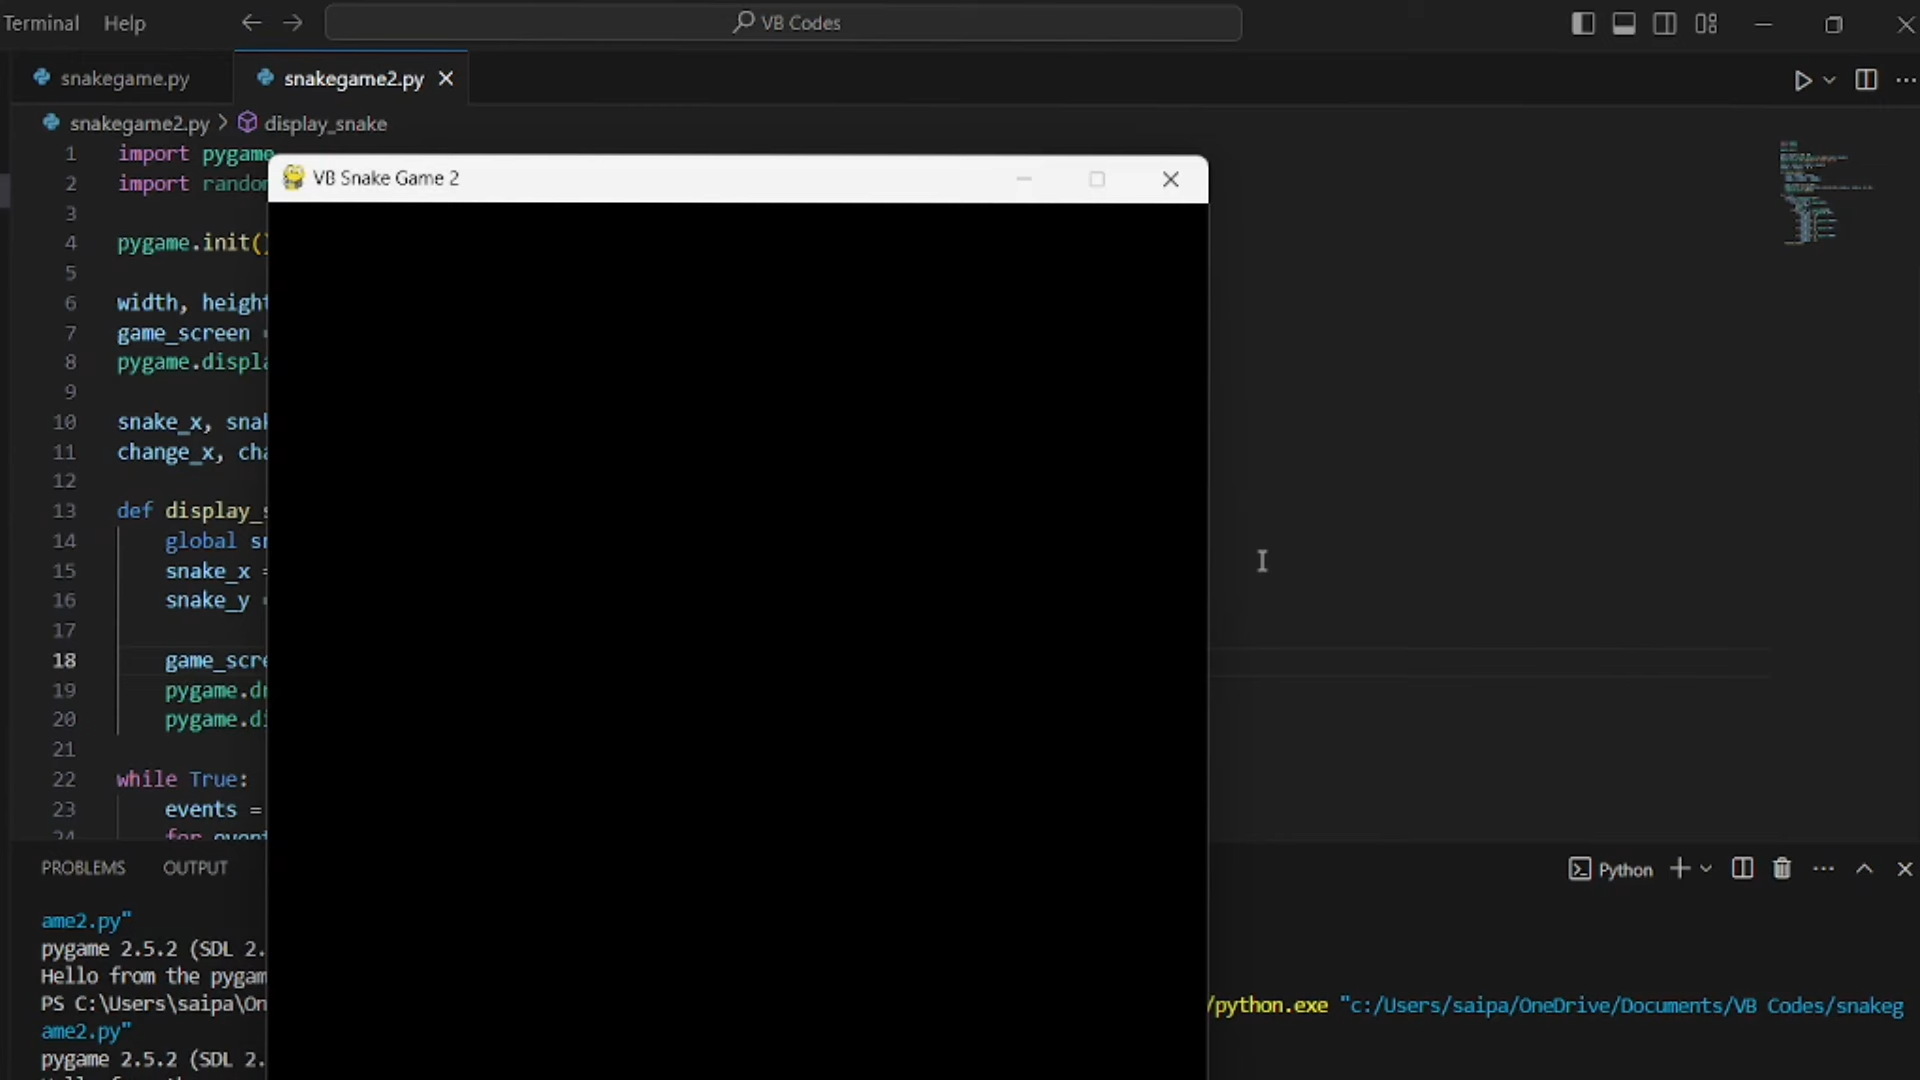 Terminal Help VB Codes
snakegame.py snakegame2.py
snakegame2.py > display_snake
1 import pygame
2 import random
VB Snake Game 2
3
4 pygame.init()
5
6 width, height
7 game_screen =
8 pygame.displa
9
10 snake_x, snak
11 change_x, cha
12
13 def display_s
14 global sn
15 snake_x =
16 snake_y =
17
18 game_scre
19 pygame.dr
20 pygame.di
21
22 while True:
23 events =
24 for event
PROBLEMS OUTPUT Python
ame2.py"
pygame 2.5.2 (SDL 2.
Hello from the pygam
PS C:\Users\saipa\On /python.exe "c:/Users/saipa/OneDrive/Documents/VB Codes/snakeg
ame2.py"
pygame 2.5.2 (SDL 2.